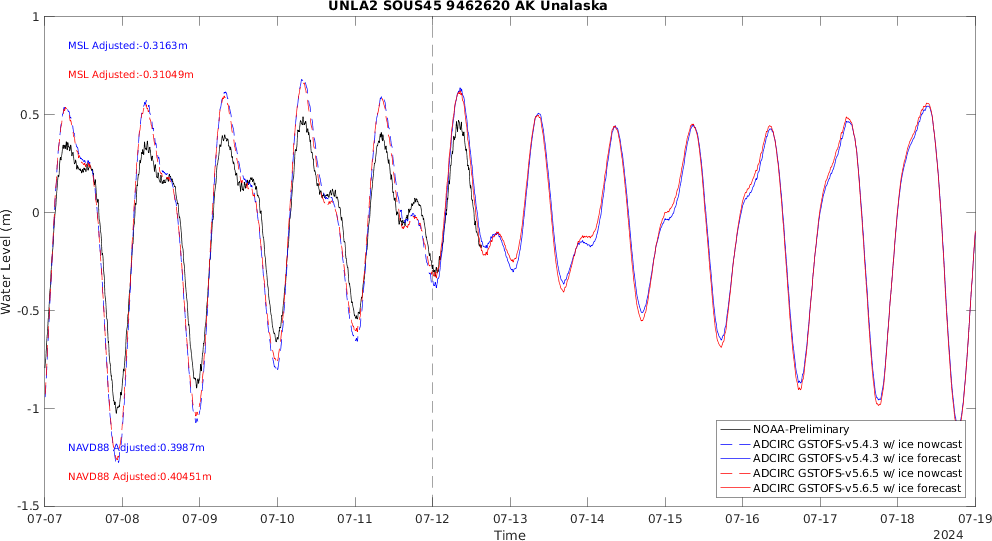 UNLA2 SOUS45 9462620 AK Unalaska
MSL Adjusted:-0.3163m
MSL Adjusted:-0.31049m
NAVD88 Adjusted:0.3987m
NAVD88 Adjusted:0.40451m
Water Level (m)
1
0.5
0
-0.5
-1
-1.5
NOAA-Preliminary
ADCIRC GSTOFS-v5.4.3 w/ ice nowcast
ADCIRC GSTOFS-v5.4.3 w/ ice forecast
ADCIRC GSTOFS-v5.6.5 w/ ice nowcast
ADCIRC GSTOFS-v5.6.5 w/ ice forecast
07-07 07-08 07-09 07-10 07-11 07-12 07-13 07-14 07-15 07-16 07-17 07-18 07-19
Time
2024